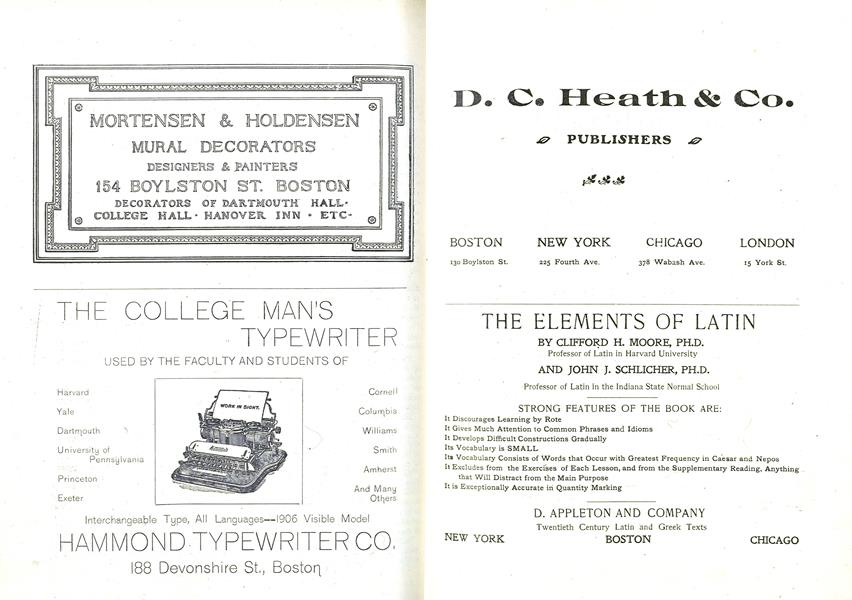 MORTENSEN & HOLDENSEN
MURAL DECORATORS
DESIGNERS & PAINTERS
154 BOYLSTON ST. BOSTON
DECORATORS OF DARTMOUTH HALL·
COLLEGE HALL · HANOVER INN · ETC·
THE COLLEGE MAN'S
TYPEWRITER
USED BY THE FACULTY AND STUDENTS OF
Harvard
Yale
Dartmouth
University of
Pennsylvania
Princeton
Exeter
WORK IN SIGHT.
Cornell
Columbia
Williams
Smith
Amherst
And Many
Others
Interchangeable Type, All Languages--1906 Visible Model
HAMMOND TYPEWRITER CO.
188 Devonshire St., Boston
D. C. Heath & Co.
PUBLISHERS
BOSTON NEW YORK CHICAGO LONDON
130 Boylston St. 225 Fourth Ave. 378 Wabash Ave. 15 York St.
THE ELEMENTS OF LATIN
BY CLIFFORD H. MOORE, PH.D.
Professor of Latin in Harvard University
AND JOHN J. SCHLICHER, PH.D.
Professor of Latin in the Indiana State Normal School
STRONG FEATURES OF THE BOOK ARE:
It Discourages Learning by Rote
It Gives Much Attention to Common Phrases and Idioms
It Develops Difficult Constructions Gradually
Its Vocabulary is SMALL
Its Vocabulary Consists of Words that Occur with Greatest Frequency in Cæsar and Nepos
It Excludes from the Exercises of Each Lesson, and from the Supplementary Reading, Anything
that Will Distract from the Main Purpose
It is Exceptionally Accurate in Quantity Marking
D. APPLETON AND COMPANY
Twentieth Century Latin and Greek Texts
NEW YORK BOSTON CHICAGO